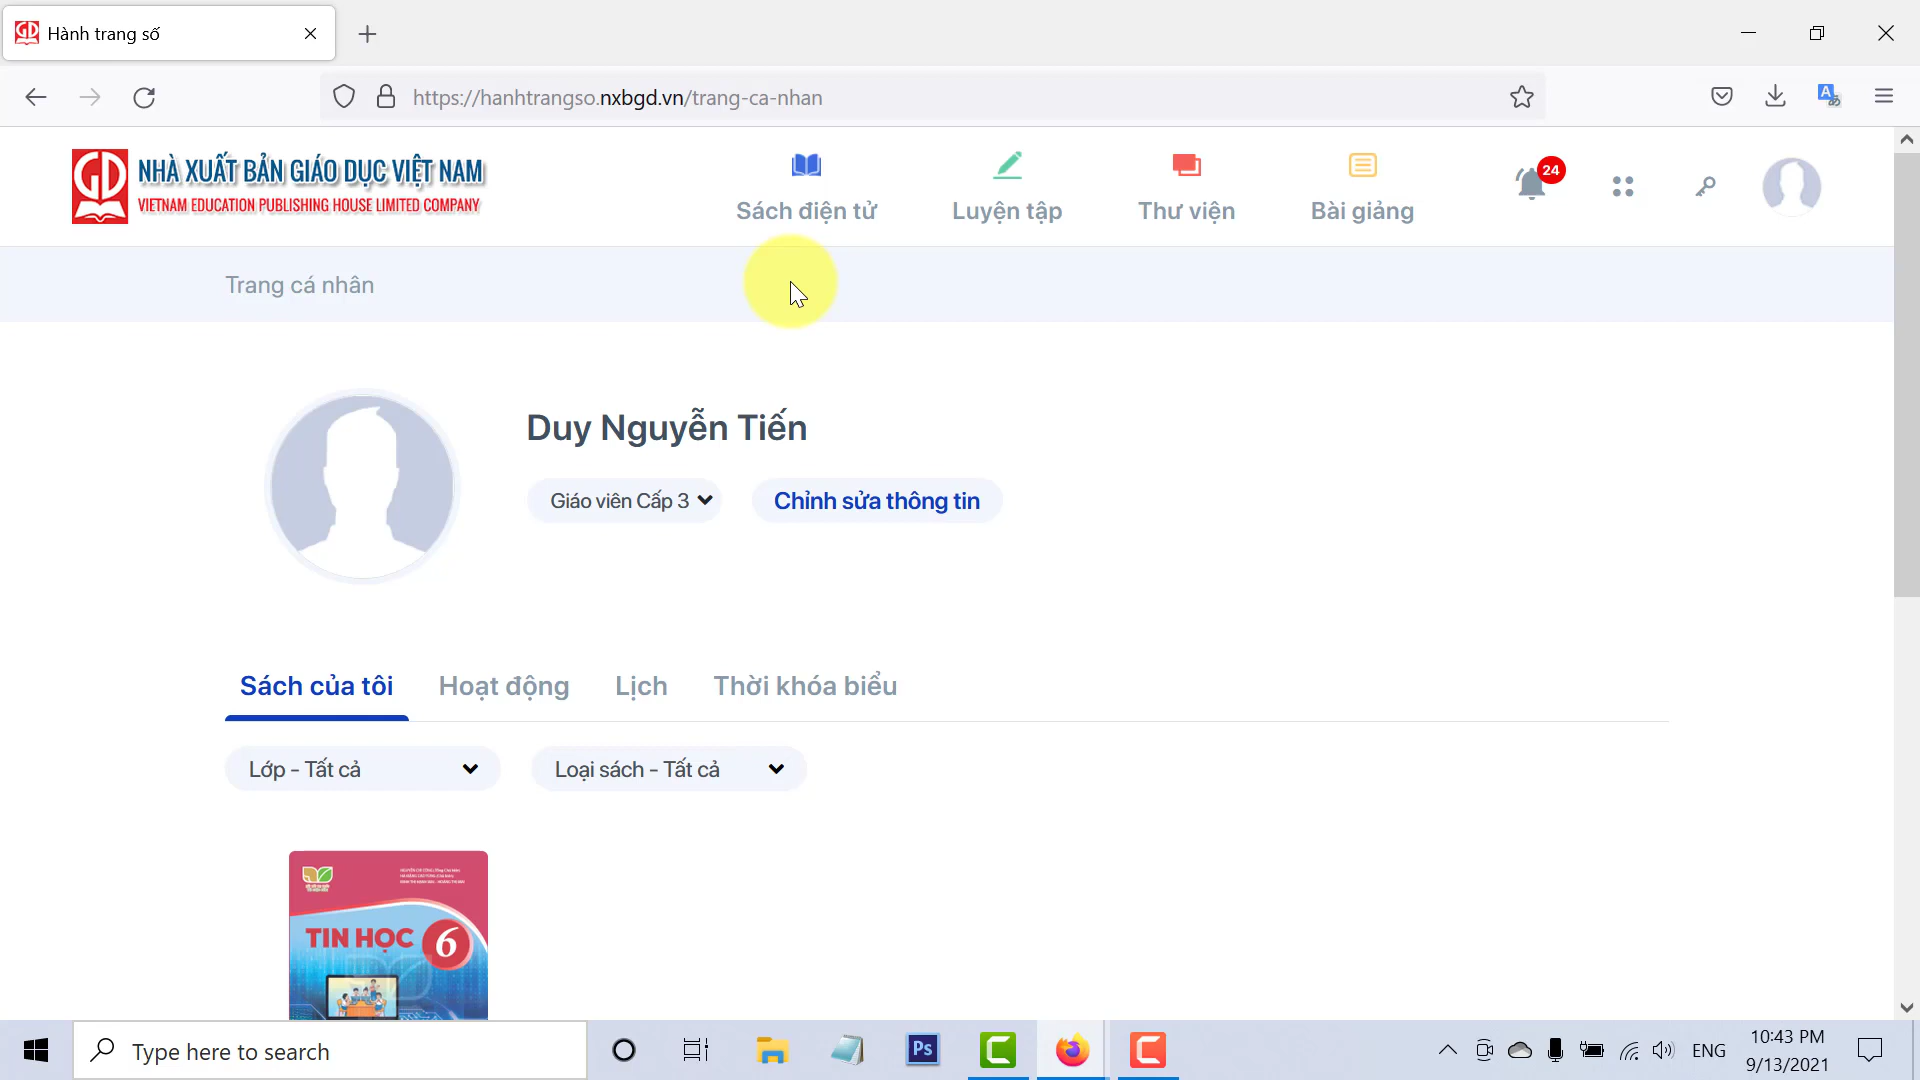 Hành trang số
https://hanhtrangso.nxbgd.vn/trang-ca-nhan
GD NHÀ XUẤT BẢN GIÁO DỤC VIỆT NAM
VIETNAM EDUCATION PUBLISHING HOUSE LIMITED COMPANY
Sách điện tử
Luyện tập
Thư viện
Bài giảng
24
Trang cá nhân
Duy Nguyễn Tiến
Giáo viên Cấp 3
Chỉnh sửa thông tin
Sách của tôi
Hoạt động
Lịch
Thời khóa biểu
Lớp - Tất cả
Loại sách - Tất cả
TIN HỌC 6
Type here to search
Ps
ENG
10:43 PM
9/13/2021